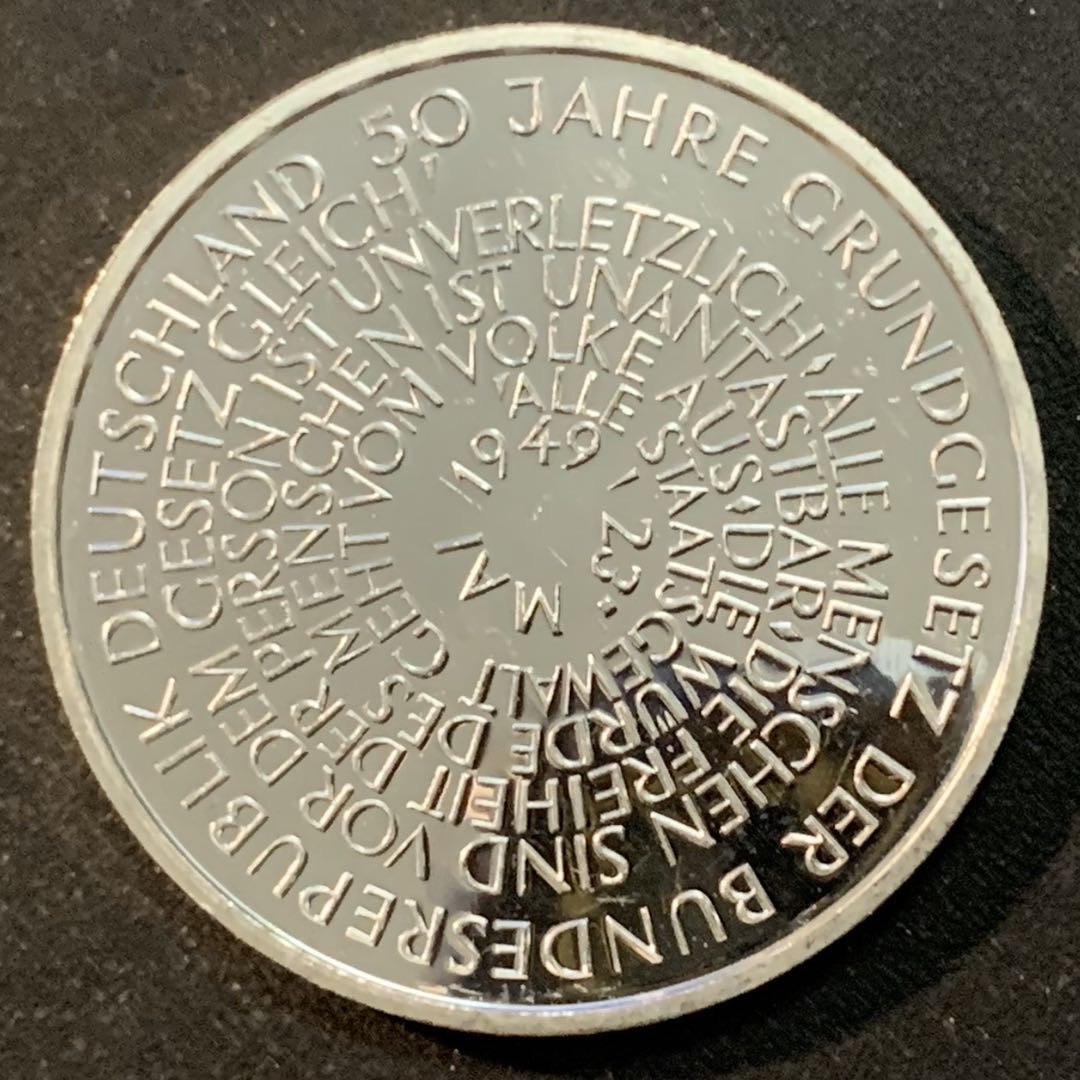 50 JAHRE GRUNDGESETZ DER BUNDESREPUBLIK DEUTSCHLAND
23. MAI 1949
'ALLE STAATSGEWALT DES GEHT VOM VOLKE AUS·DIE WÜRDE DER MENSCHEN IST UNANTASTBAR·DIE FREIHEIT DER PERSON IST UNVERLETZLICH·ALLE MENSCHEN SIND VOR DEM GESETZ GLEICH'